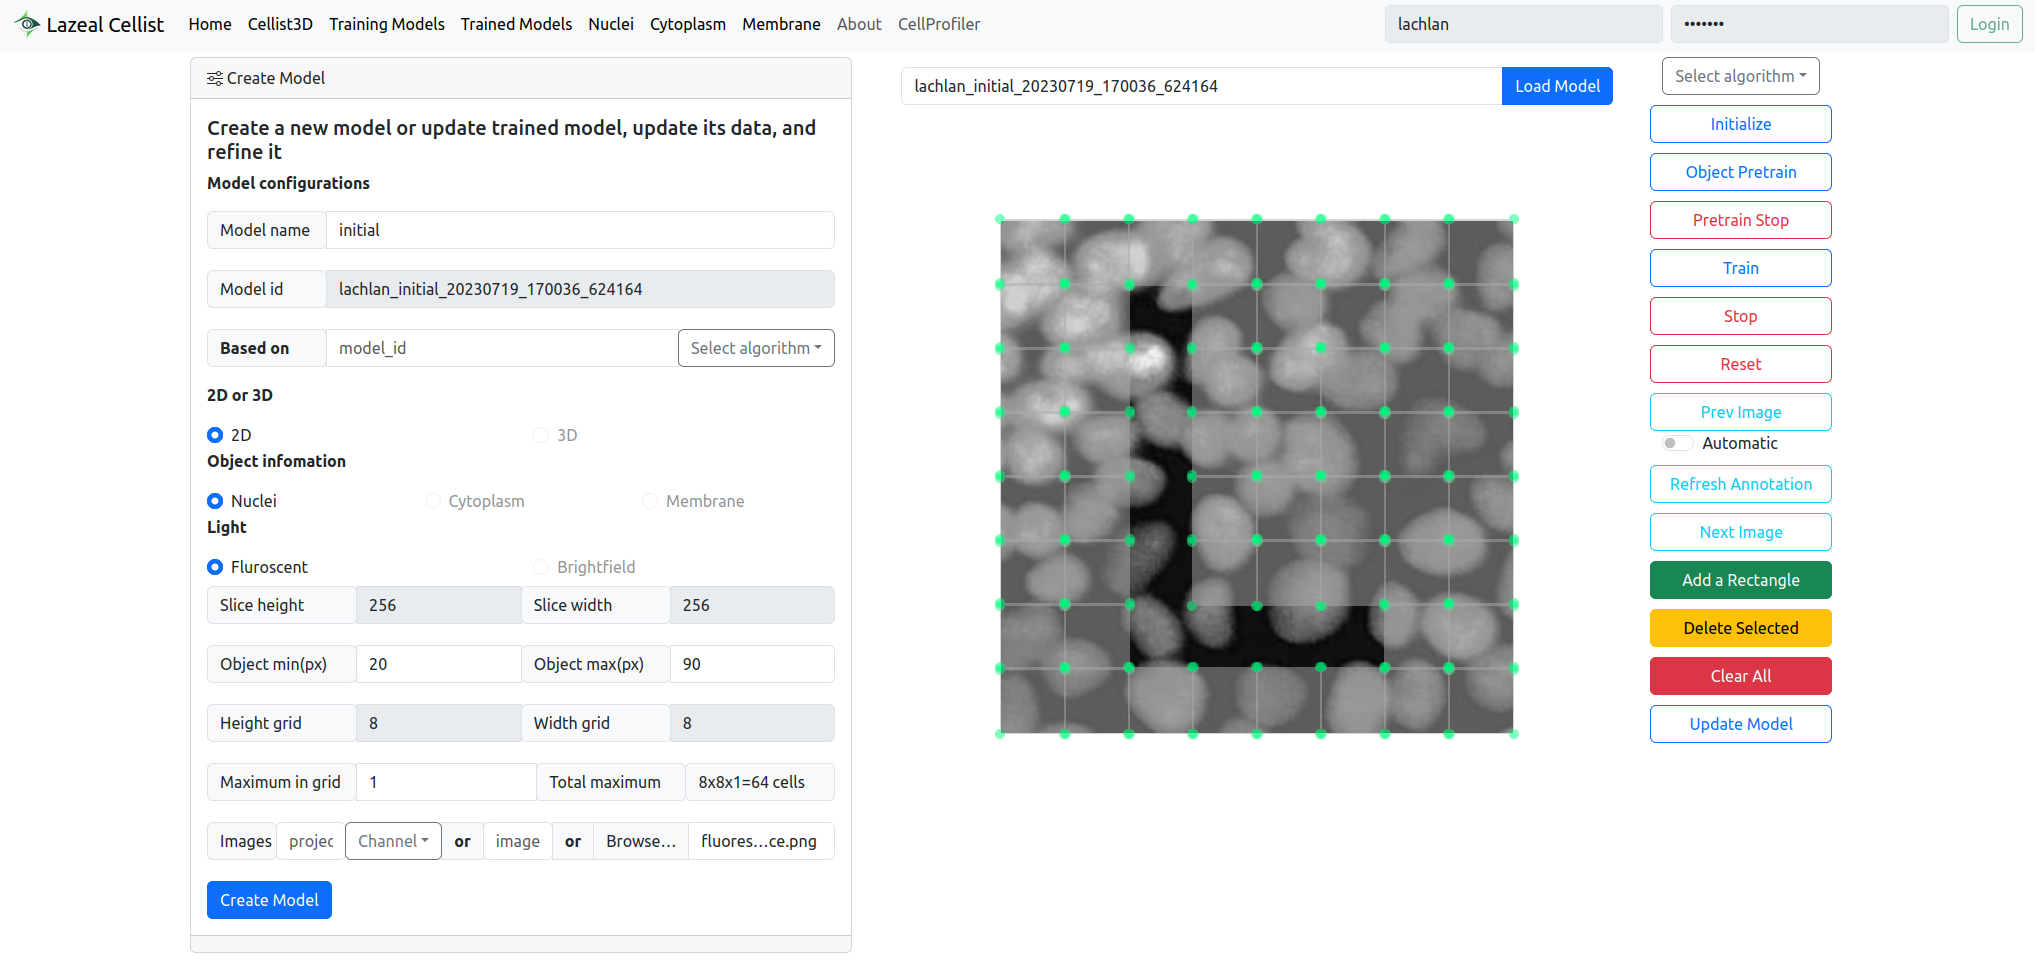 Lazeal Cellist Home Cellist3D Training Models Trained Models Nuclei Cytoplasm Membrane About CellProfiler lachlan ••••••• Login
Create Model
Create a new model or update trained model, update its data, and
refine it
Model configurations
Model name initial
Model id lachlan_initial_20230719_170036_624164
Based on model_id Select algorithm
2D or 3D
2D 3D
Object infomation
Nuclei Cytoplasm Membrane
Light
Fluroscent Brightfield
Slice height 256 Slice width 256
Object min(px) 20 Object max(px) 90
Height grid 8 Width grid 8
Maximum in grid 1 Total maximum 8x8x1=64 cells
Images projec Channel or image or Browse... fluores...ce.png
Create Model
lachlan_initial_20230719_170036_624164 Load Model
Select algorithm
Initialize
Object Pretrain
Pretrain Stop
Train
Stop
Reset
Prev Image
Automatic
Refresh Annotation
Next Image
Add a Rectangle
Delete Selected
Clear All
Update Model